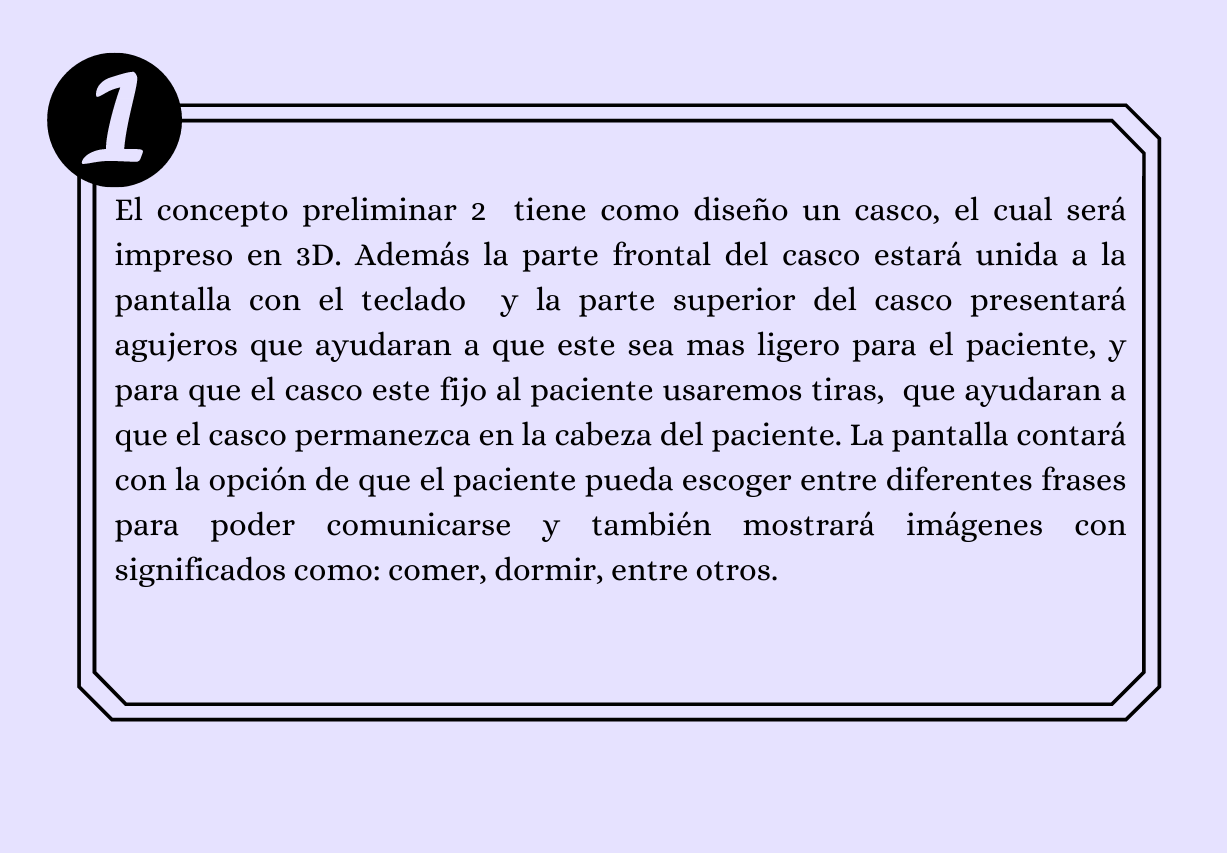 1
El concepto preliminar 2 tiene como diseño un casco, el cual será
impreso en 3D. Además la parte frontal del casco estará unida a la
pantalla con el teclado y la parte superior del casco presentará
agujeros que ayudaran a que este sea mas ligero para el paciente, y
para que el casco este fijo al paciente usaremos tiras, que ayudaran a
que el casco permanezca en la cabeza del paciente. La pantalla contará
con la opción de que el paciente pueda escoger entre diferentes frases
para poder comunicarse y también mostrará imágenes con
significados como: comer, dormir, entre otros.